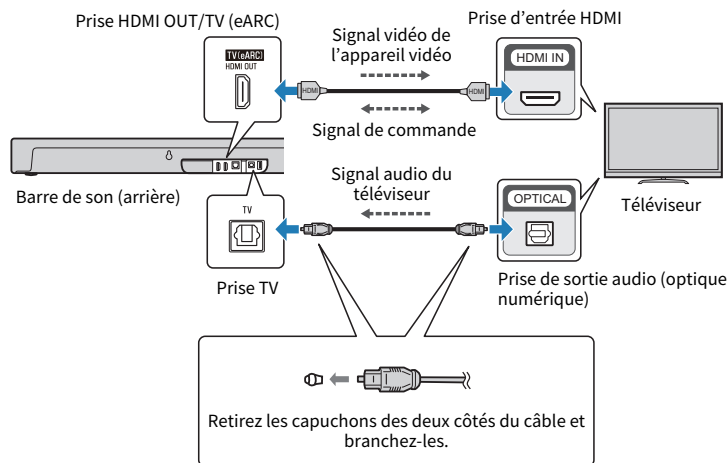 Prise HDMI OUT/TV (eARC)
Prise d'entrée HDMI
Signal vidéo de
l'appareil vidéo
TV(eARC)
HDMI OUT
HDMI IN
HDMI
HDMI
Signal de commande
Barre de son (arrière)
Signal audio du
téléviseur
Téléviseur
TV
OPTICAL
Prise TV
Prise de sortie audio (optique
numérique)
Retirez les capuchons des deux côtés du câble et
branchez-les.